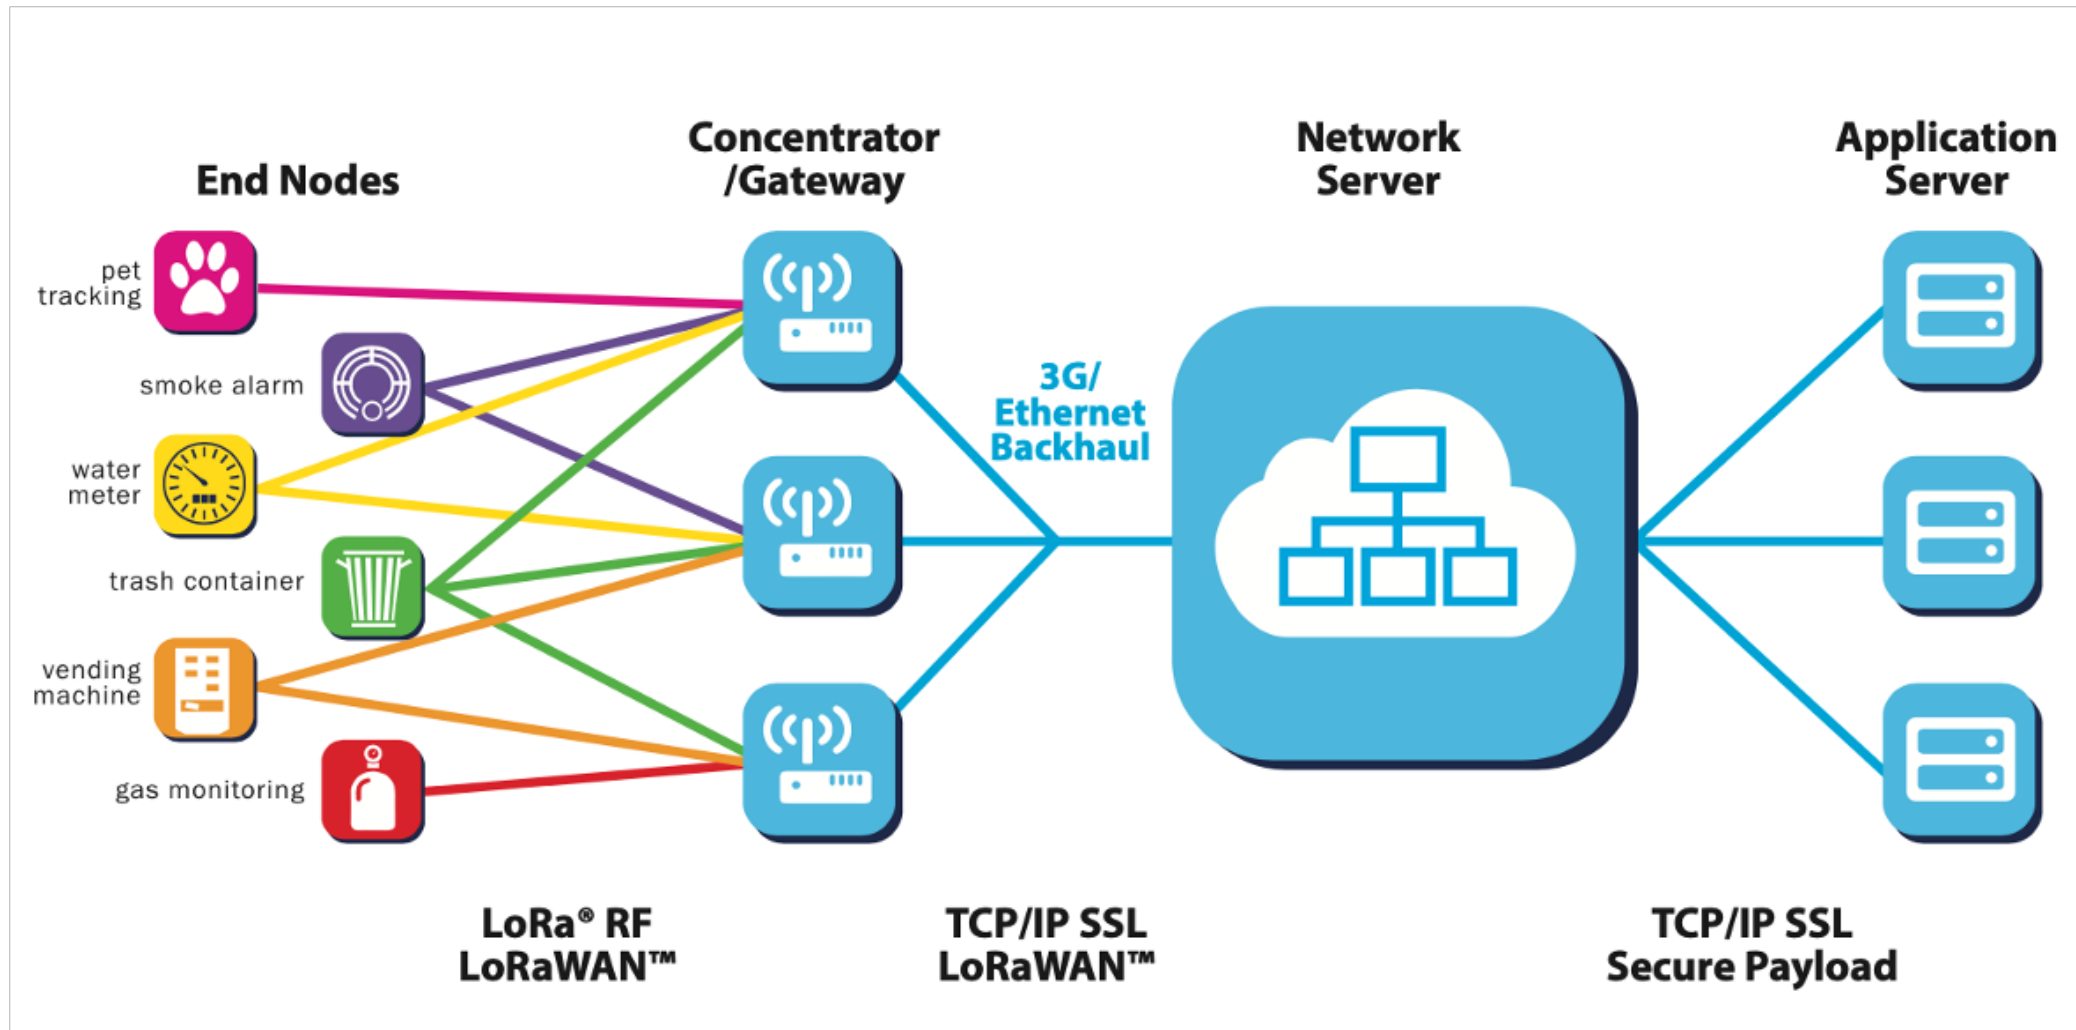 End Nodes
Concentrator
/Gateway
Network
Server
Application
Server
pet
tracking
smoke alarm
water
meter
trash container
vending
machine
gas monitoring
3G/
Ethernet
Backhaul
LoRa® RF
LoRaWAN™
TCP/IP SSL
LoRaWAN™
TCP/IP SSL
Secure Payload